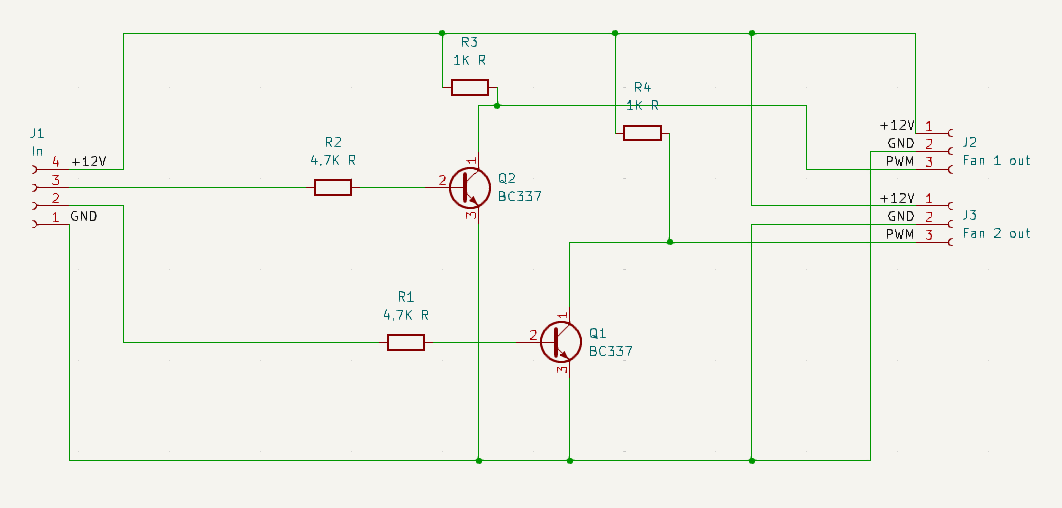 R3
1K R
R4
1K R
J1
In
4 +12V
3
2
1 GND
R2
4.7K R
1
2
3
Q2
BC337
+12V 1
GND 2
PWM 3
J2
Fan 1 out
+12V 1
GND 2
PWM 3
J3
Fan 2 out
R1
4.7K R
1
2
3
Q1
BC337